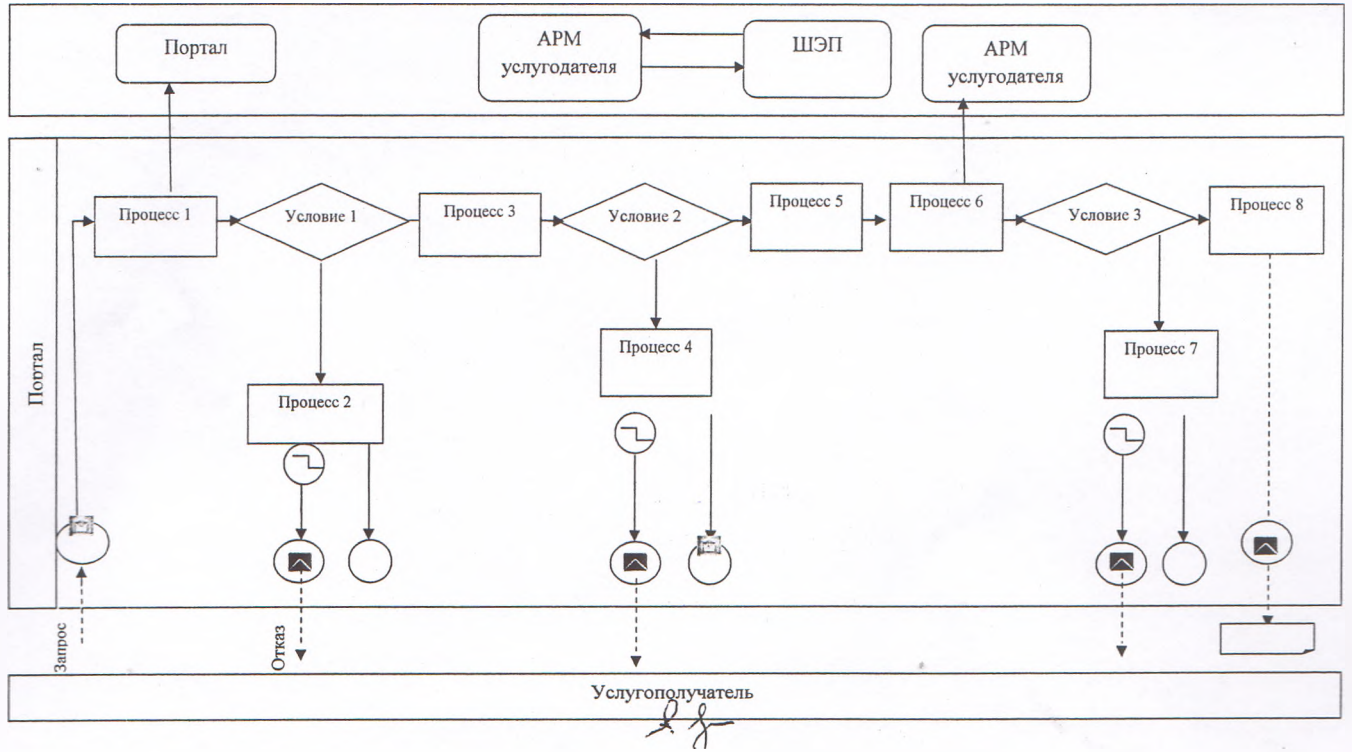 Портал
АРМ
услугодателя
ШЭП
АРМ
услугодателя
Портал
Процесс 1
Условие 1
Процесс 3
Условие 2
Процесс 5
Процесс 6
Условие 3
Процесс 8
Процесс 4
Процесс 7
Процесс 2
Запрос
Отказ
Услугополучатель